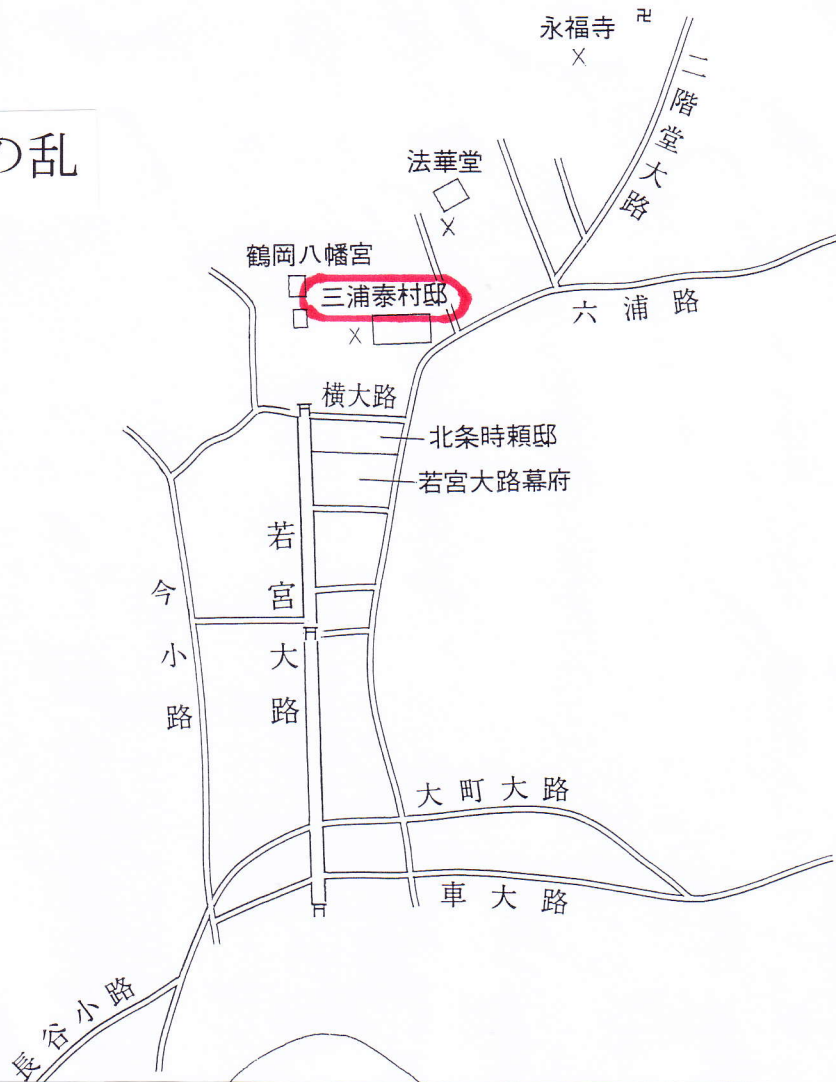 永福寺
卍
二階堂大路
の乱
法華堂
鶴岡八幡宮
三浦泰村邸
六浦路
横大路
北条時頼邸
若宮大路幕府
若宮大路
今小路
大町大路
車大路
長谷小路